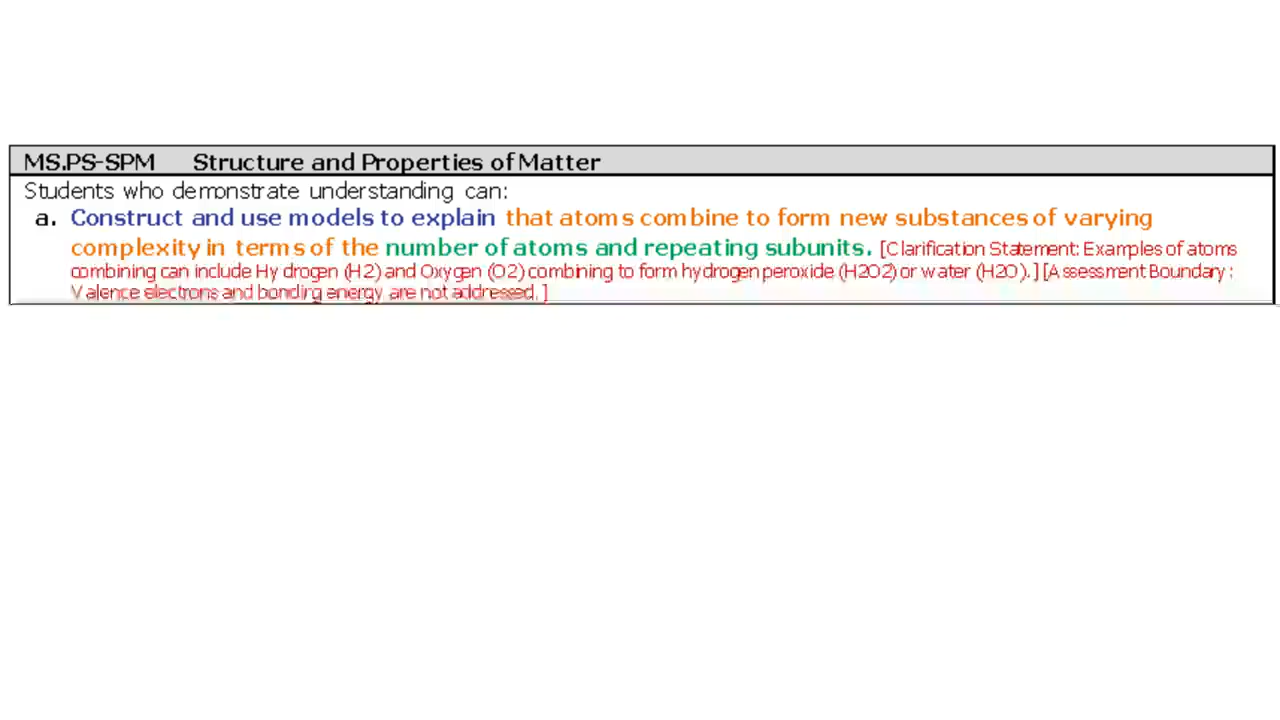 MS.PS-SPM Structure and Properties of Matter
Students who demonstrate understanding can:
a. Construct and use models to explain that atoms combine to form new substances of varying
complexity in terms of the number of atoms and repeating subunits. [Clarification Statement: Examples of atoms
combining can include Hydrogen (H2) and Oxygen (O2) combining to form hydrogen peroxide (H2O2) or water (H2O).] [Assessment Boundary:
Valence electrons and bonding energy are not addressed.]